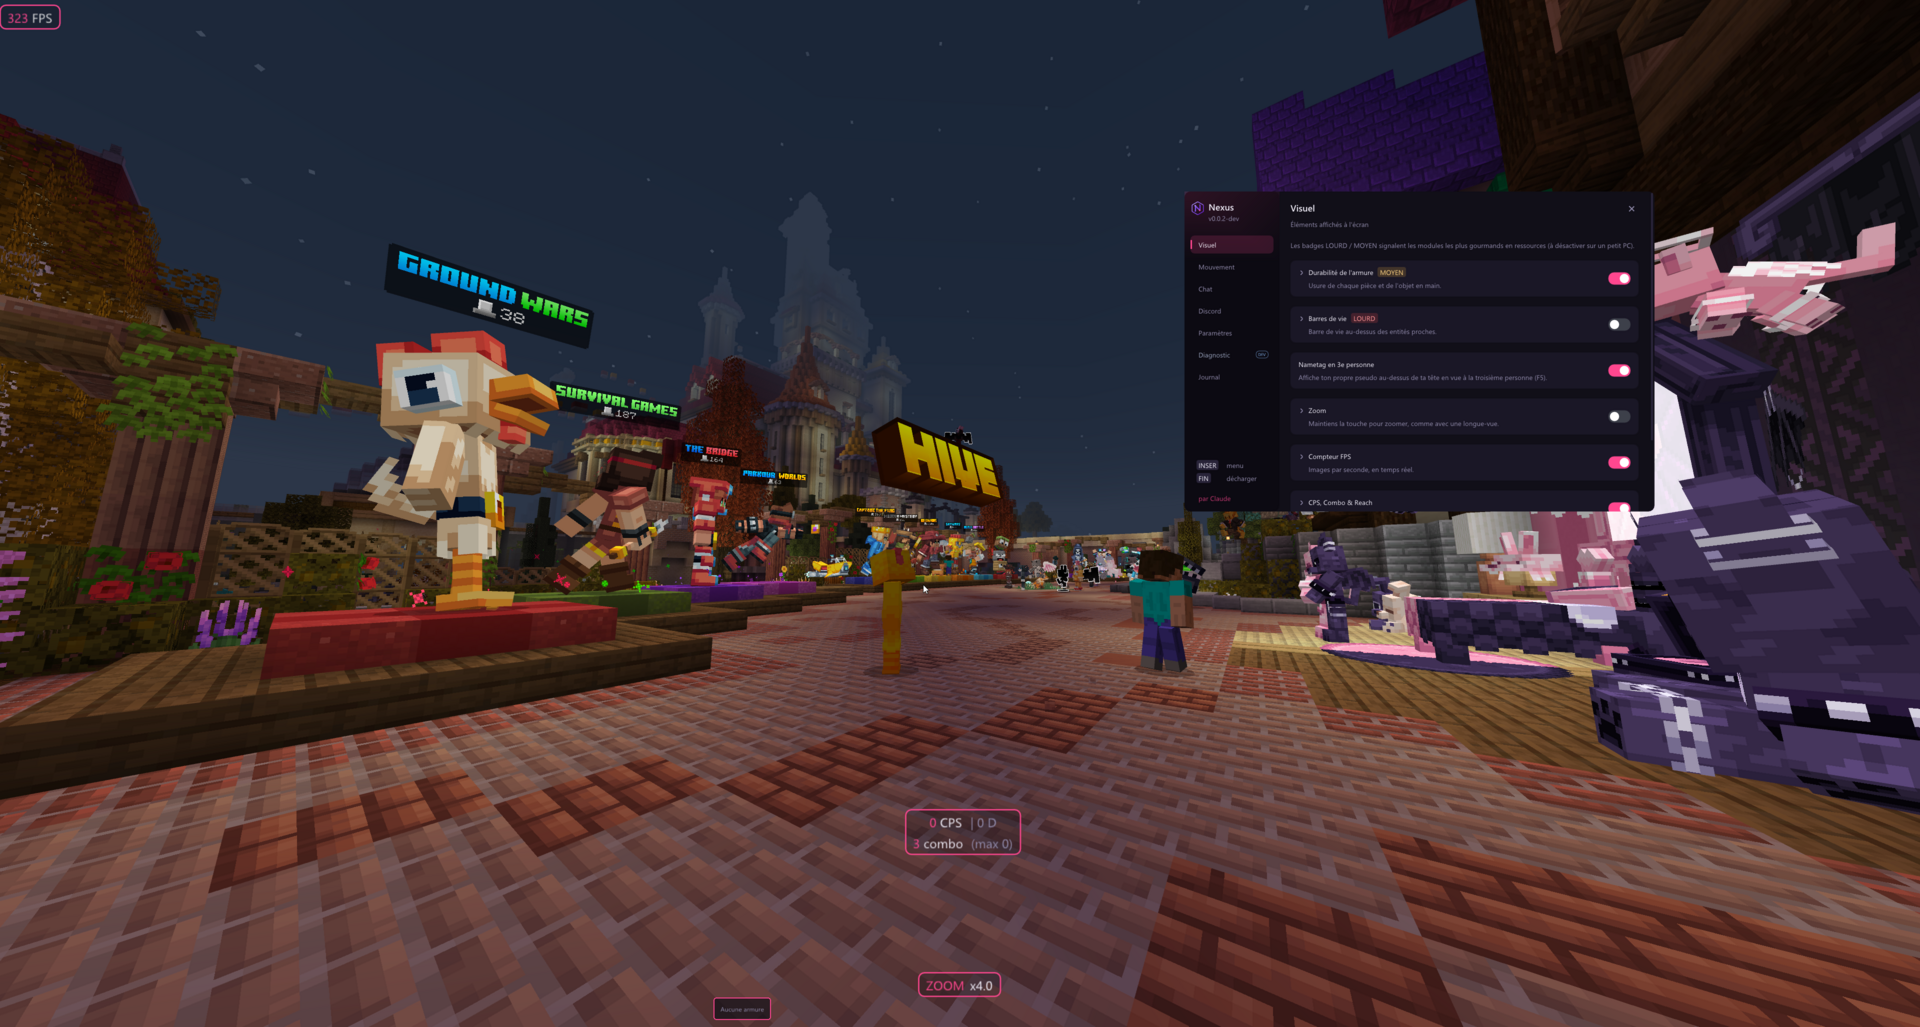 323 FPS
GROUND WARS
38
SURVIVAL GAMES
187
THE BRIDGE
164
PARKOUR WORLDS
HIVE
Nexus
v0.0.2-dev
Visuel
Mouvement
Chat
Discord
Paramètres
Diagnostic
DEV
Journal
INSER menu
FIN décharger
par Claude
Visuel
Éléments affichés à l'écran
Les badges LOURD / MOYEN signalent les modules les plus gourmands en ressources (à désactiver sur un petit PC).
Durabilité de l'armure MOYEN
Usure de chaque pièce et de l'objet en main.
Barres de vie LOURD
Barre de vie au-dessus des entités proches.
Nametag en 3e personne
Affiche ton propre pseudo au-dessus de ta tête en vue à la troisième personne (F5).
Zoom
Maintiens la touche pour zoomer, comme avec une longue-vue.
Compteur FPS
Images par seconde, en temps réel.
CPS, Combo & Reach
0 CPS | 0 D
3 combo (max 0)
ZOOM x4.0
Aucune armure